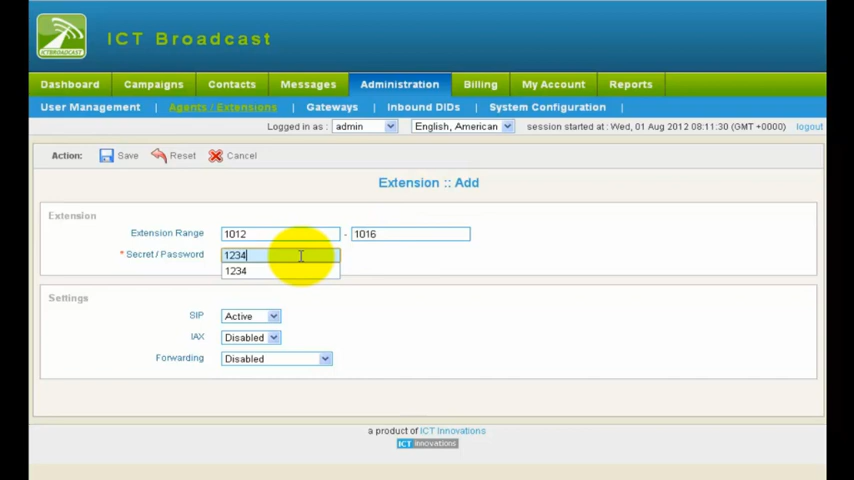 ICTBROADCAST
ICT Broadcast
Dashboard Campaigns Contacts Messages Administration Billing My Account Reports
User Management | Agents / Extensions | Gateways Inbound DIDs System Configuration |
Logged in as : admin English, American session started at : Wed, 01 Aug 2012 08:11:30 (GMT +0000) logout
Action: Save Reset Cancel
Extension :: Add
Extension
Extension Range 1012 - 1016
* Secret / Password 1234
1234
Settings
SIP Active
IAX Disabled
Forwarding Disabled
a product of ICT Innovations
ICT innovations